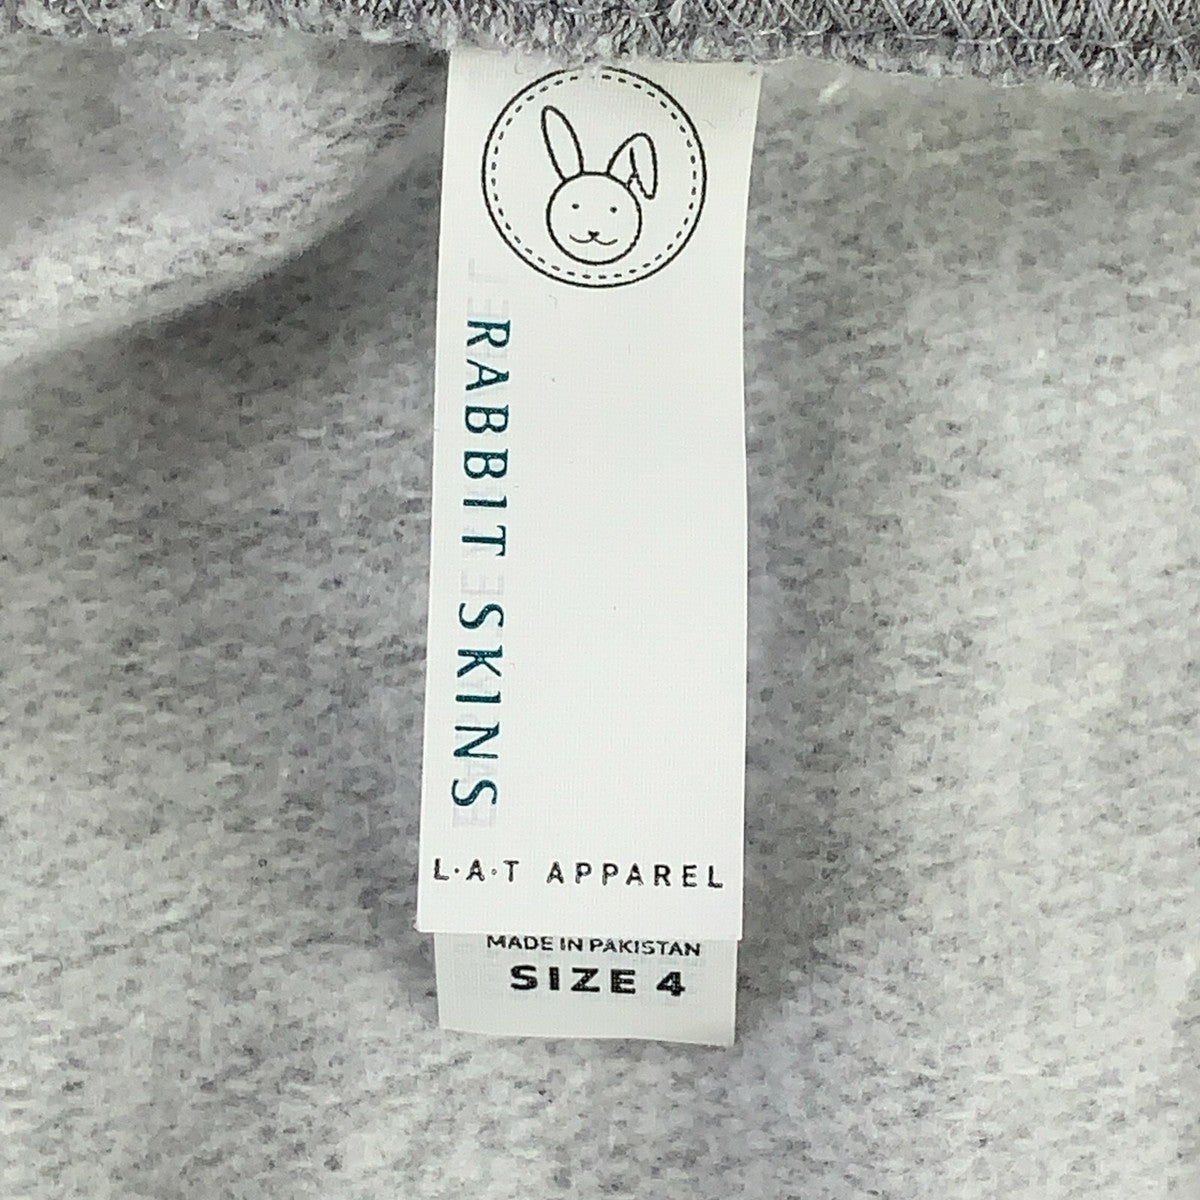 RABBIT SKINS
L·A·T APPAREL
MADE IN PAKISTAN
SIZE 4